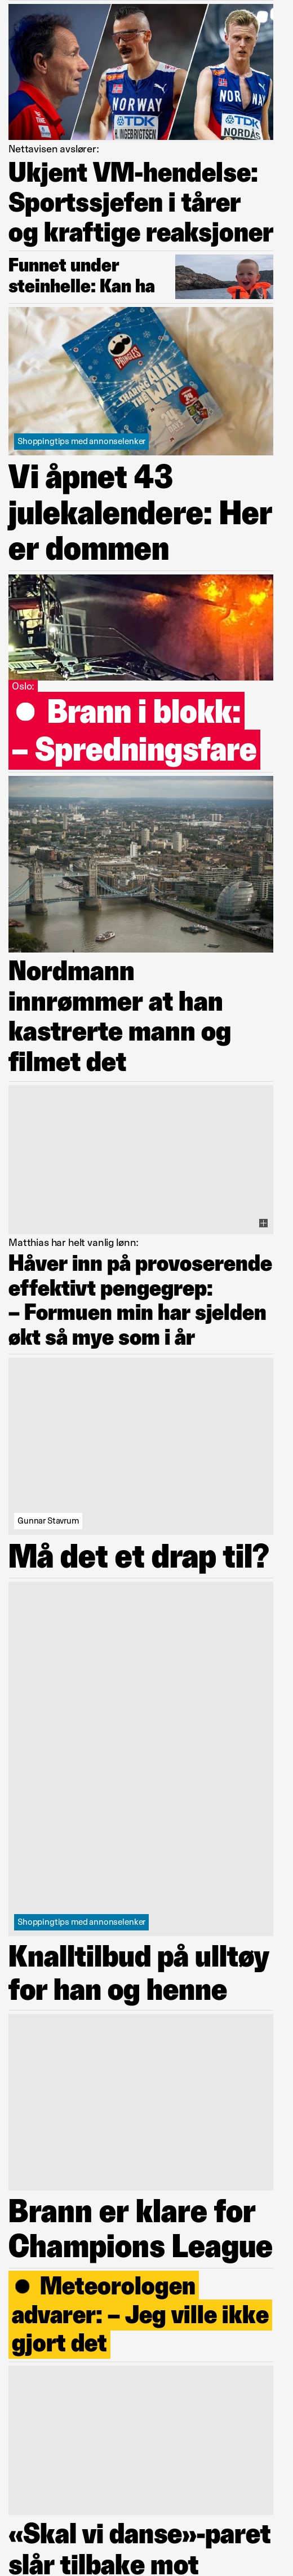 NORWAY
TDK
A. INGEBRIGTSEN
NORWAY
TDK
NORDÅS
Nettavisen avslører:
Ukjent VM-hendelse:
Sportssjefen i tårer
og kraftige reaksjoner
Funnet under
steinhelle: Kan ha
PRINGLES
SHARING ALL
THE WAY
Shoppingtips med annonselenker
Vi åpnet 43
julekalendere: Her
er dommen
Oslo:
Brann i blokk:
– Spredningsfare
Nordmann
innrømmer at han
kastrerte mann og
filmet det
Matthias har helt vanlig lønn:
Håver inn på provoserende
effektivt pengegrep:
– Formuen min har sjelden
økt så mye som i år
Gunnar Stavrum
Må det et drap til?
Shoppingtips med annonselenker
Knalltilbud på ulltøy
for han og henne
Brann er klare for
Champions League
Meteorologen
advarer: – Jeg ville ikke
gjort det
«Skal vi danse»-paret
slår tilbake mot